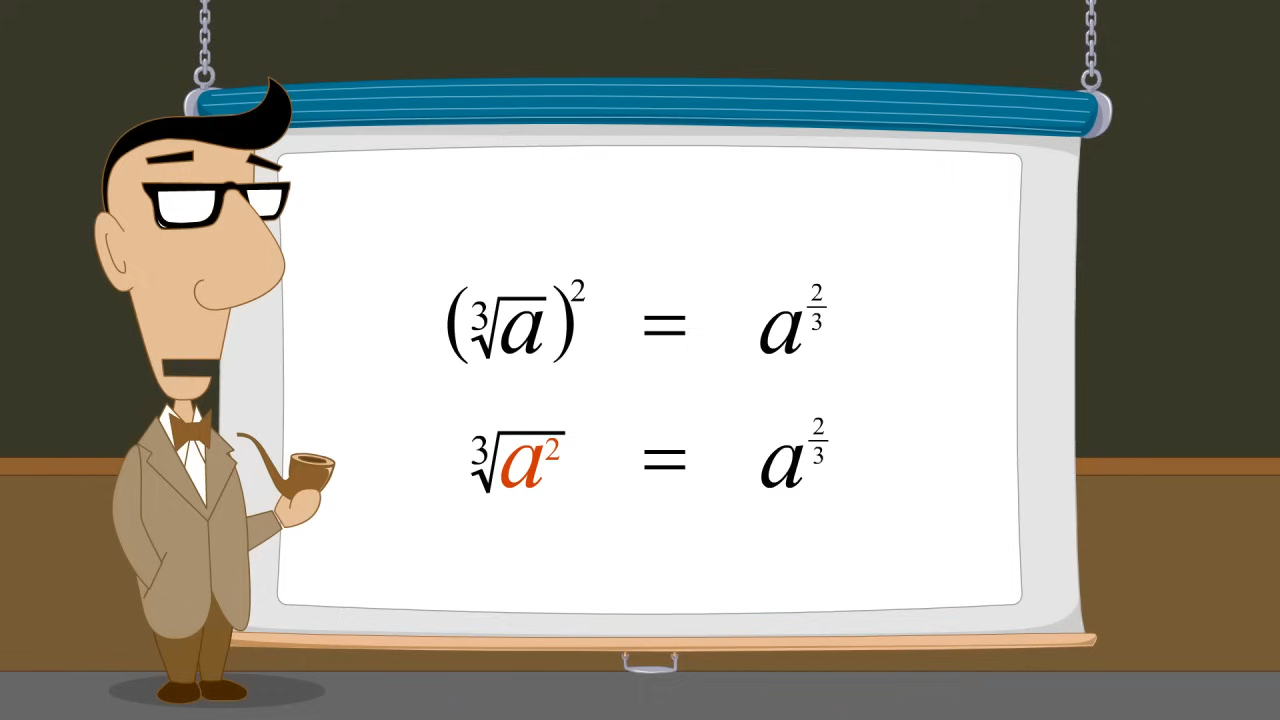 (∛a)² = a^(2/3)
∛a² = a^(2/3)